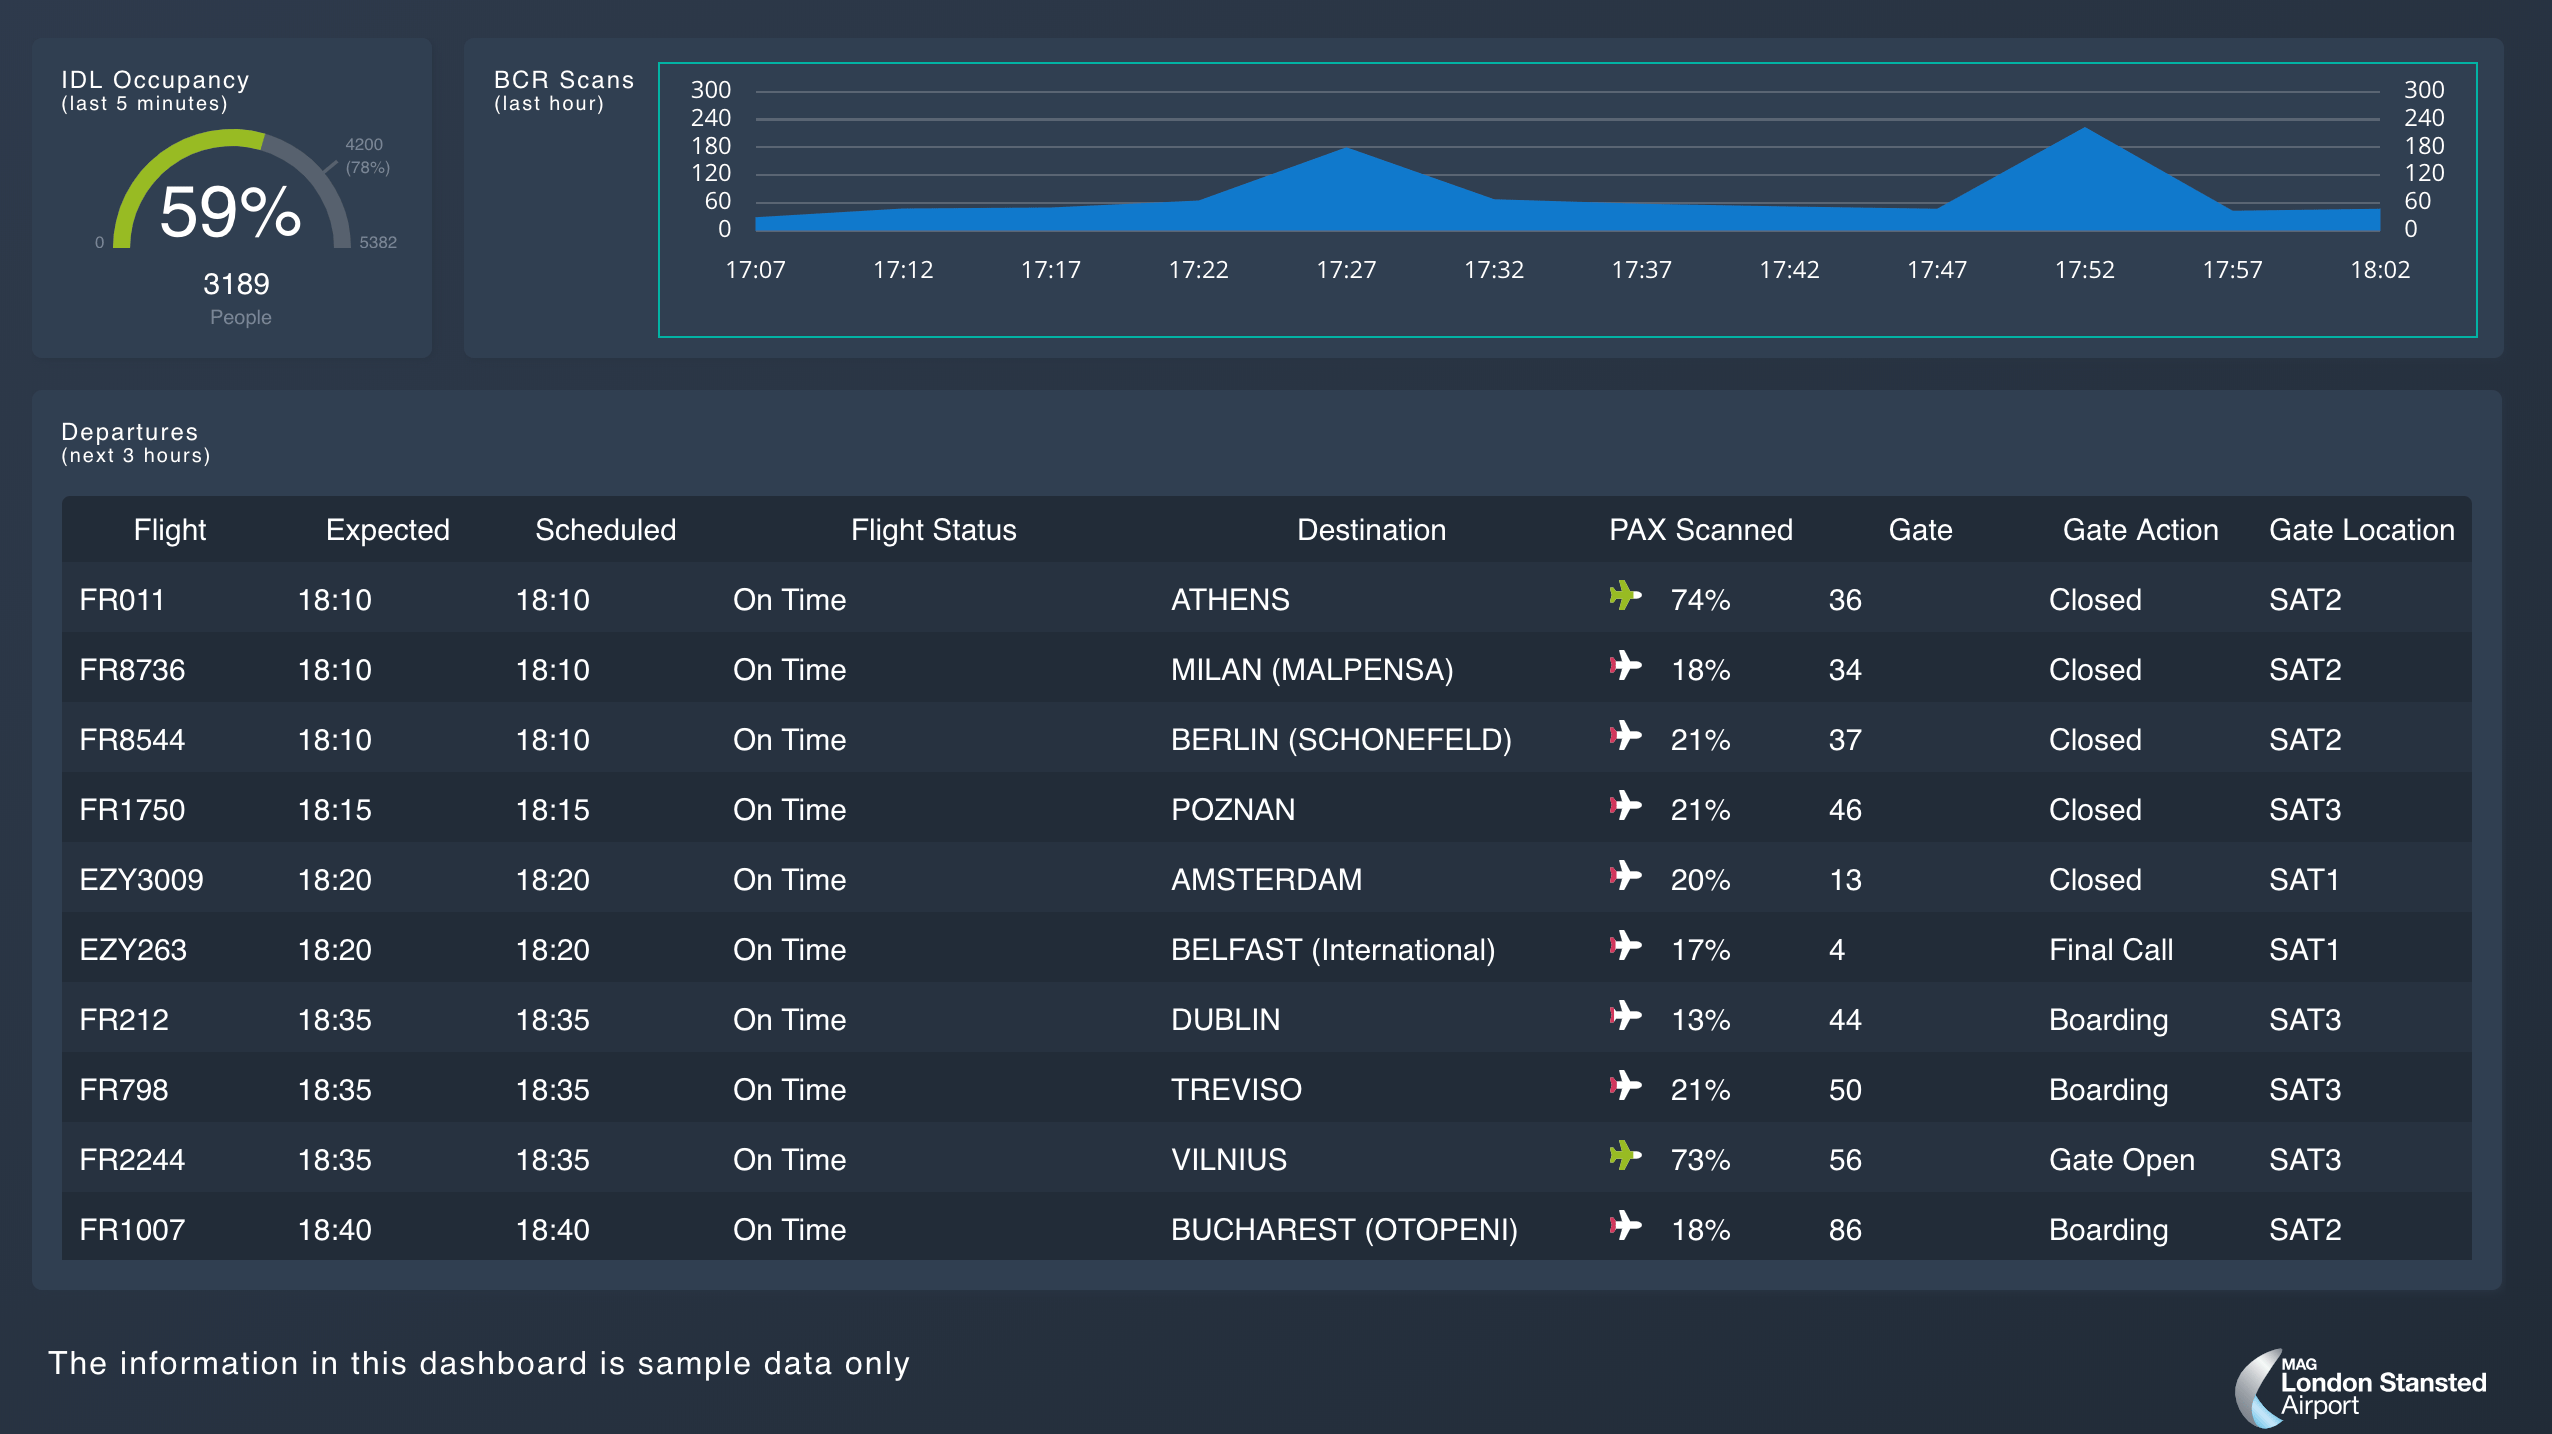 IDL Occupancy
(last 5 minutes)
4200
(78%)
59%
0
5382
3189
People
BCR Scans
(last hour)
300 300
240 240
180 180
120 120
60 60
0 0
17:07 17:12 17:17 17:22 17:27 17:32 17:37 17:42 17:47 17:52 17:57 18:02
Departures
(next 3 hours)
Flight Expected Scheduled Flight Status Destination PAX Scanned Gate Gate Action Gate Location
FR011 18:10 18:10 On Time ATHENS 74% 36 Closed SAT2
FR8736 18:10 18:10 On Time MILAN (MALPENSA) 18% 34 Closed SAT2
FR8544 18:10 18:10 On Time BERLIN (SCHONEFELD) 21% 37 Closed SAT2
FR1750 18:15 18:15 On Time POZNAN 21% 46 Closed SAT3
EZY3009 18:20 18:20 On Time AMSTERDAM 20% 13 Closed SAT1
EZY263 18:20 18:20 On Time BELFAST (International) 17% 4 Final Call SAT1
FR212 18:35 18:35 On Time DUBLIN 13% 44 Boarding SAT3
FR798 18:35 18:35 On Time TREVISO 21% 50 Boarding SAT3
FR2244 18:35 18:35 On Time VILNIUS 73% 56 Gate Open SAT3
FR1007 18:40 18:40 On Time BUCHAREST (OTOPENI) 18% 86 Boarding SAT2
The information in this dashboard is sample data only
MAG
London Stansted
Airport